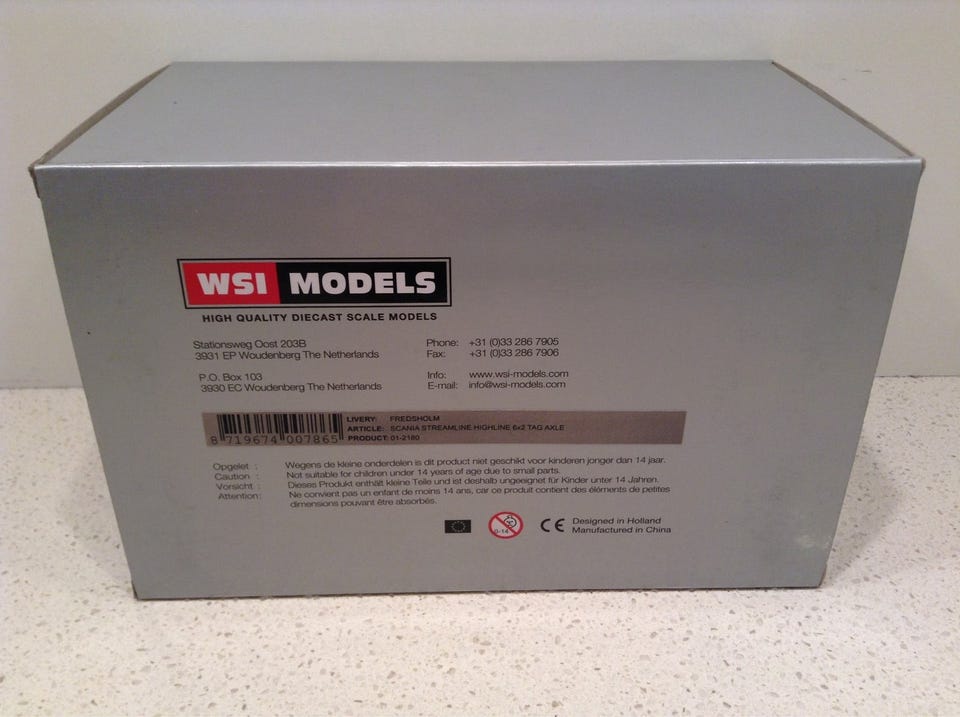 WSI MODELS
HIGH QUALITY DIECAST SCALE MODELS
Stationsweg Oost 203B
3931 EP Woudenberg The Netherlands
P.O. Box 103
3930 EC Woudenberg The Netherlands
Phone: +31 (0)33 286 7905
Fax: +31 (0)33 286 7906
Info: www.wsi-models.com
E-mail: info@wsi-models.com
8 719674 007865
LIVERY: FREDSHOLM
ARTICLE: SCANIA STREAMLINE HIGHLINE 6x2 TAG AXLE
PRODUCT: 01-2180
Opgelet : Wegens de kleine onderdelen is dit product niet geschikt voor kinderen jonger dan 14 jaar.
Caution : Not suitable for children under 14 years of age due to small parts.
Vorsicht : Dieses Produkt enthält kleine Teile und ist deshalb ungeeignet für Kinder unter 14 Jahren.
Attention: Ne convient pas un enfant de moins 14 ans, car ce produit contient des éléments de petites
dimensions pouvant être absorbés.
0-14
CE
Designed in Holland
Manufactured in China